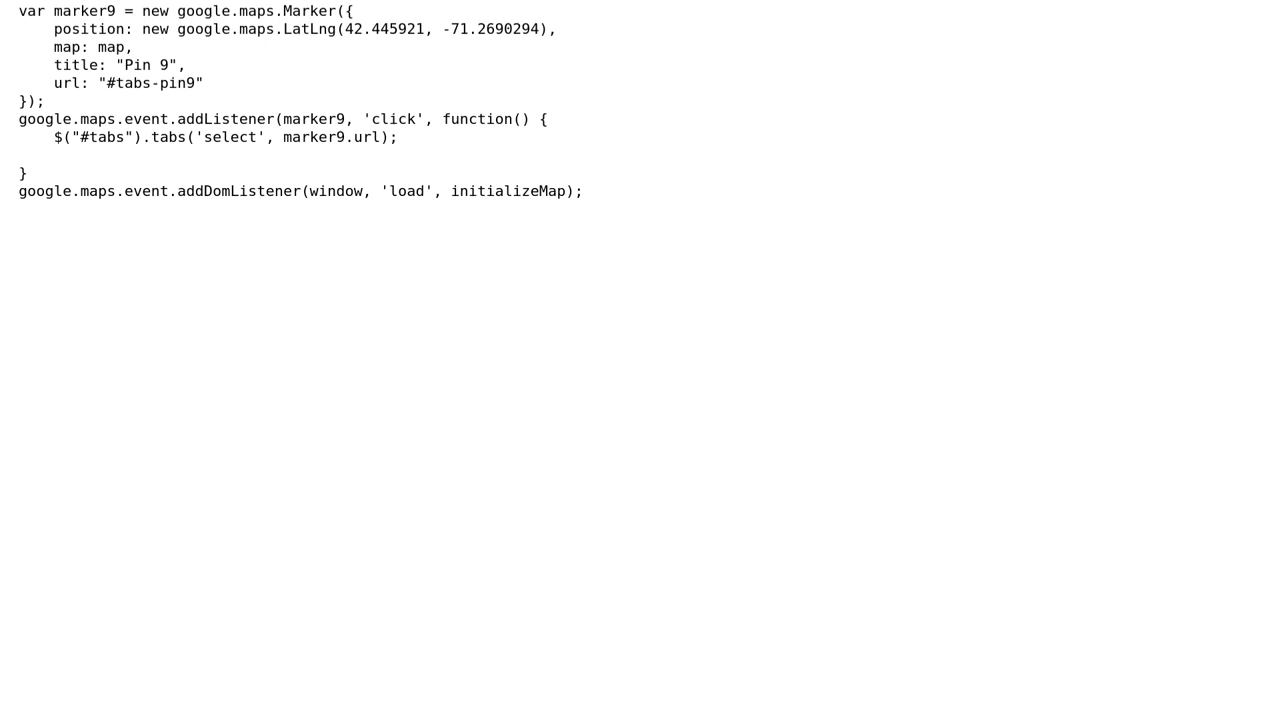 var marker9 = new google.maps.Marker({
    position: new google.maps.LatLng(42.445921, -71.2690294),
    map: map,
    title: "Pin 9",
    url: "#tabs-pin9"
});
google.maps.event.addListener(marker9, 'click', function() {
    $("#tabs").tabs('select', marker9.url);

}
google.maps.event.addDomListener(window, 'load', initializeMap);